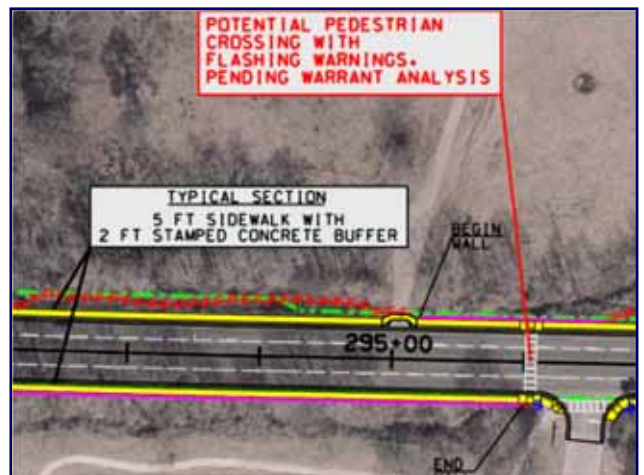 POTENTIAL PEDESTRIAN
CROSSING WITH
FLASHING WARNINGS.
PENDING WARRANT ANALYSIS
TYPICAL SECTION
5 FT SIDEWALK WITH
2 FT STAMPED CONCRETE BUFFER
BEGIN
WALL
295+00
END